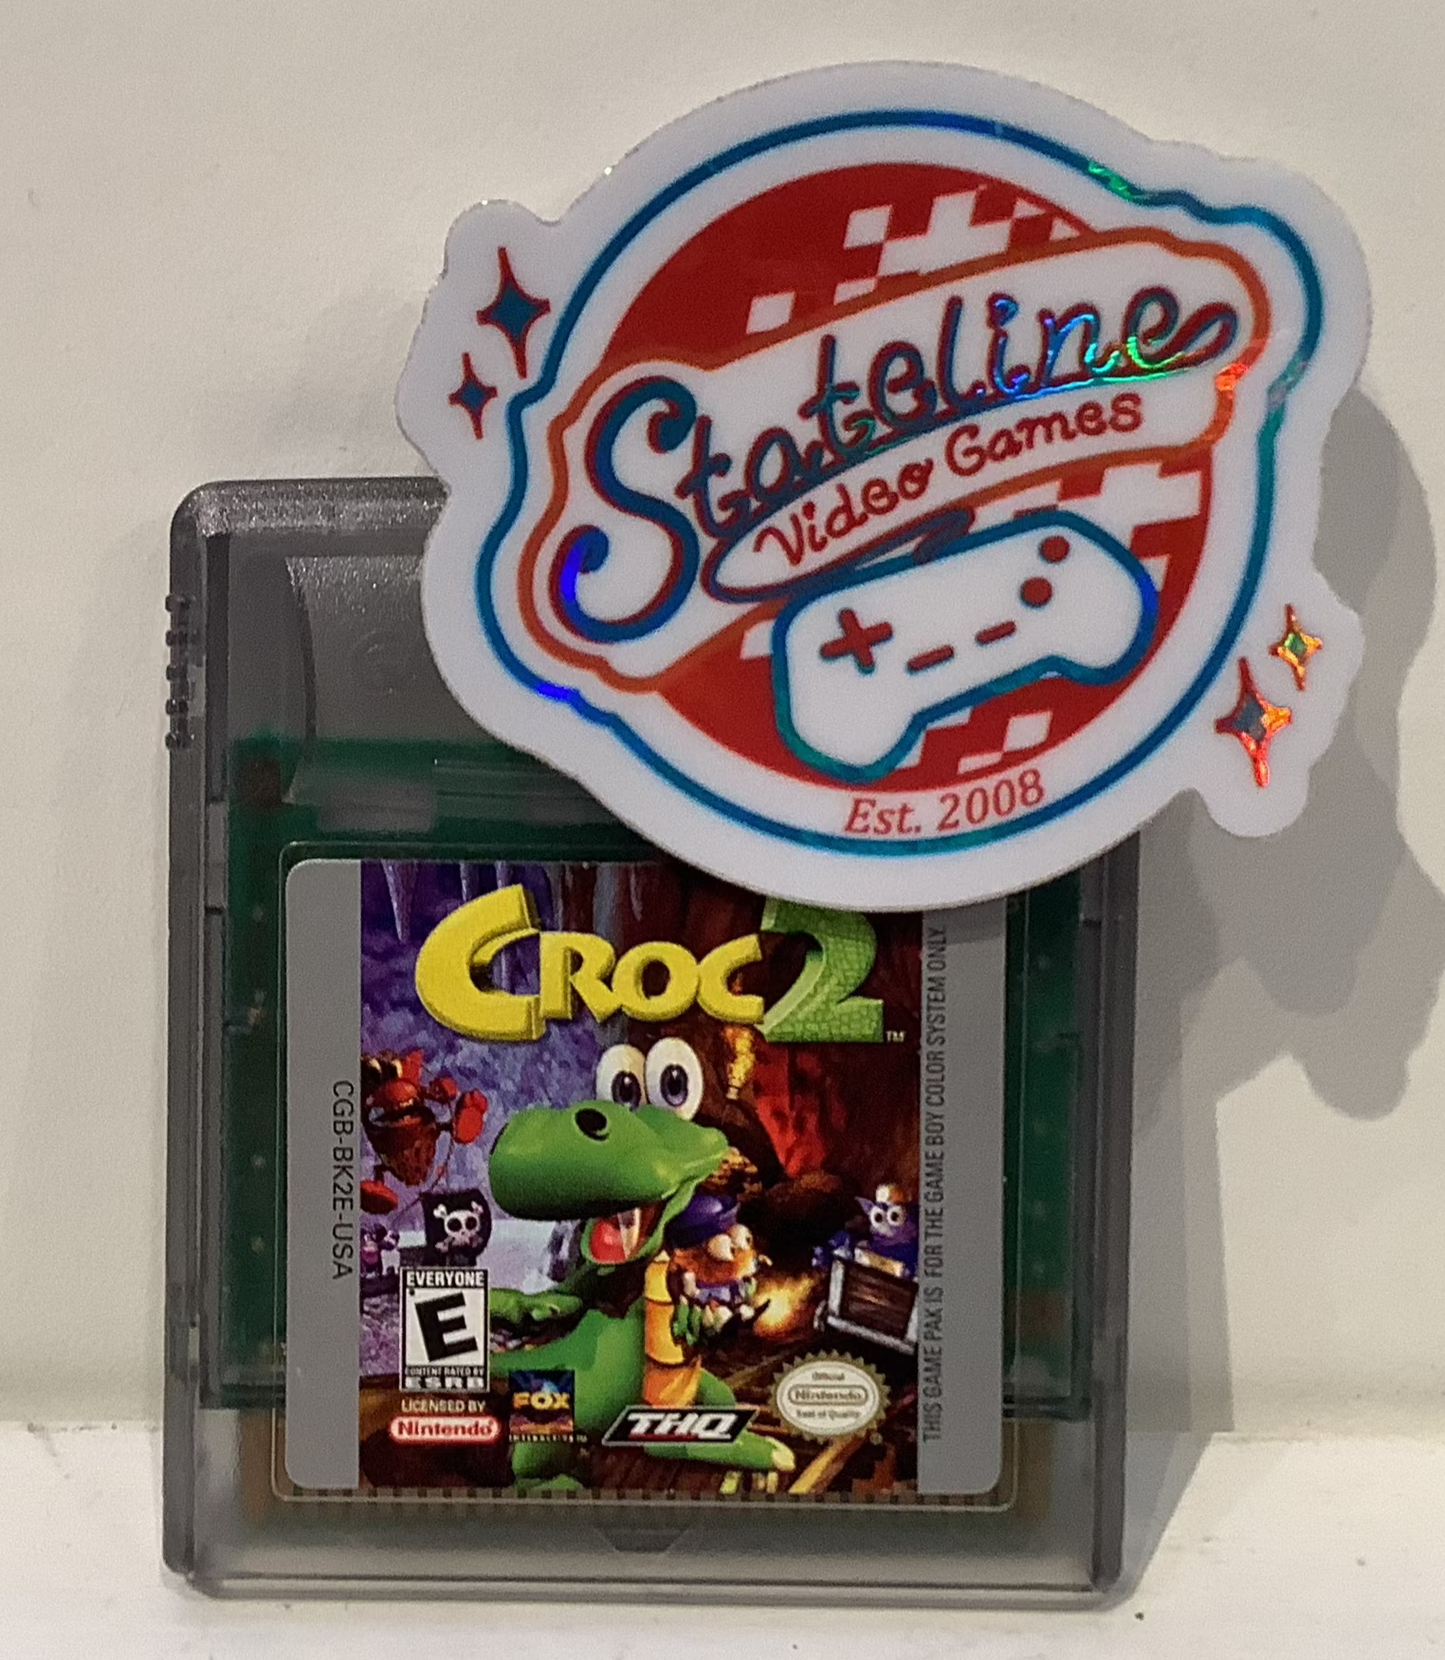 Stateline
Video Games
Est. 2008
CROC 2
TM
CGB-BK2E-USA
THIS GAME PAK IS FOR THE GAME BOY COLOR SYSTEM ONLY.
EVERYONE
E
CONTENT RATED BY
ESRB
LICENSED BY
Nintendo
FOX
INTERACTIVE
THQ
Official
Nintendo
Seal of Quality